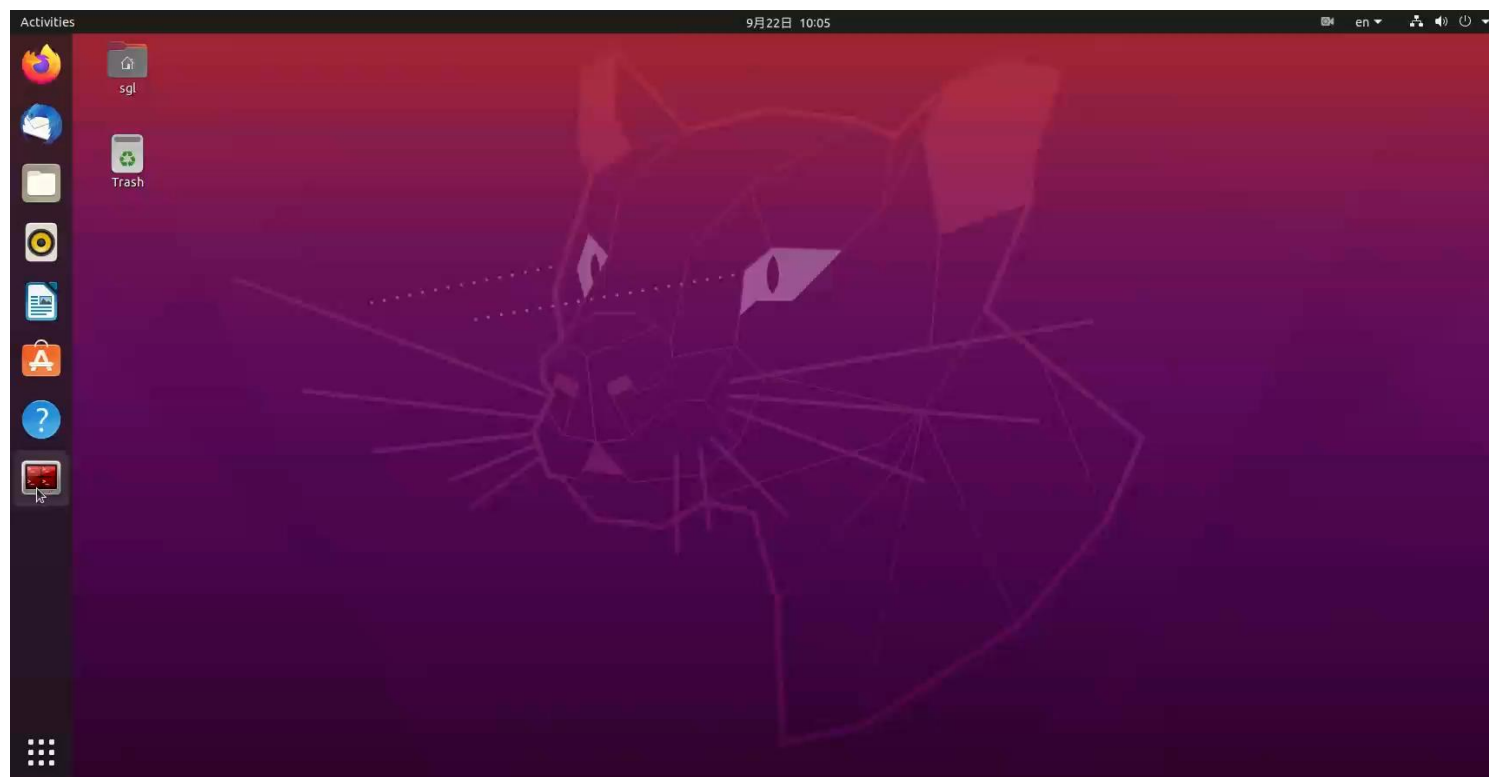 Activities
9月22日 10:05
en
sgl
Trash